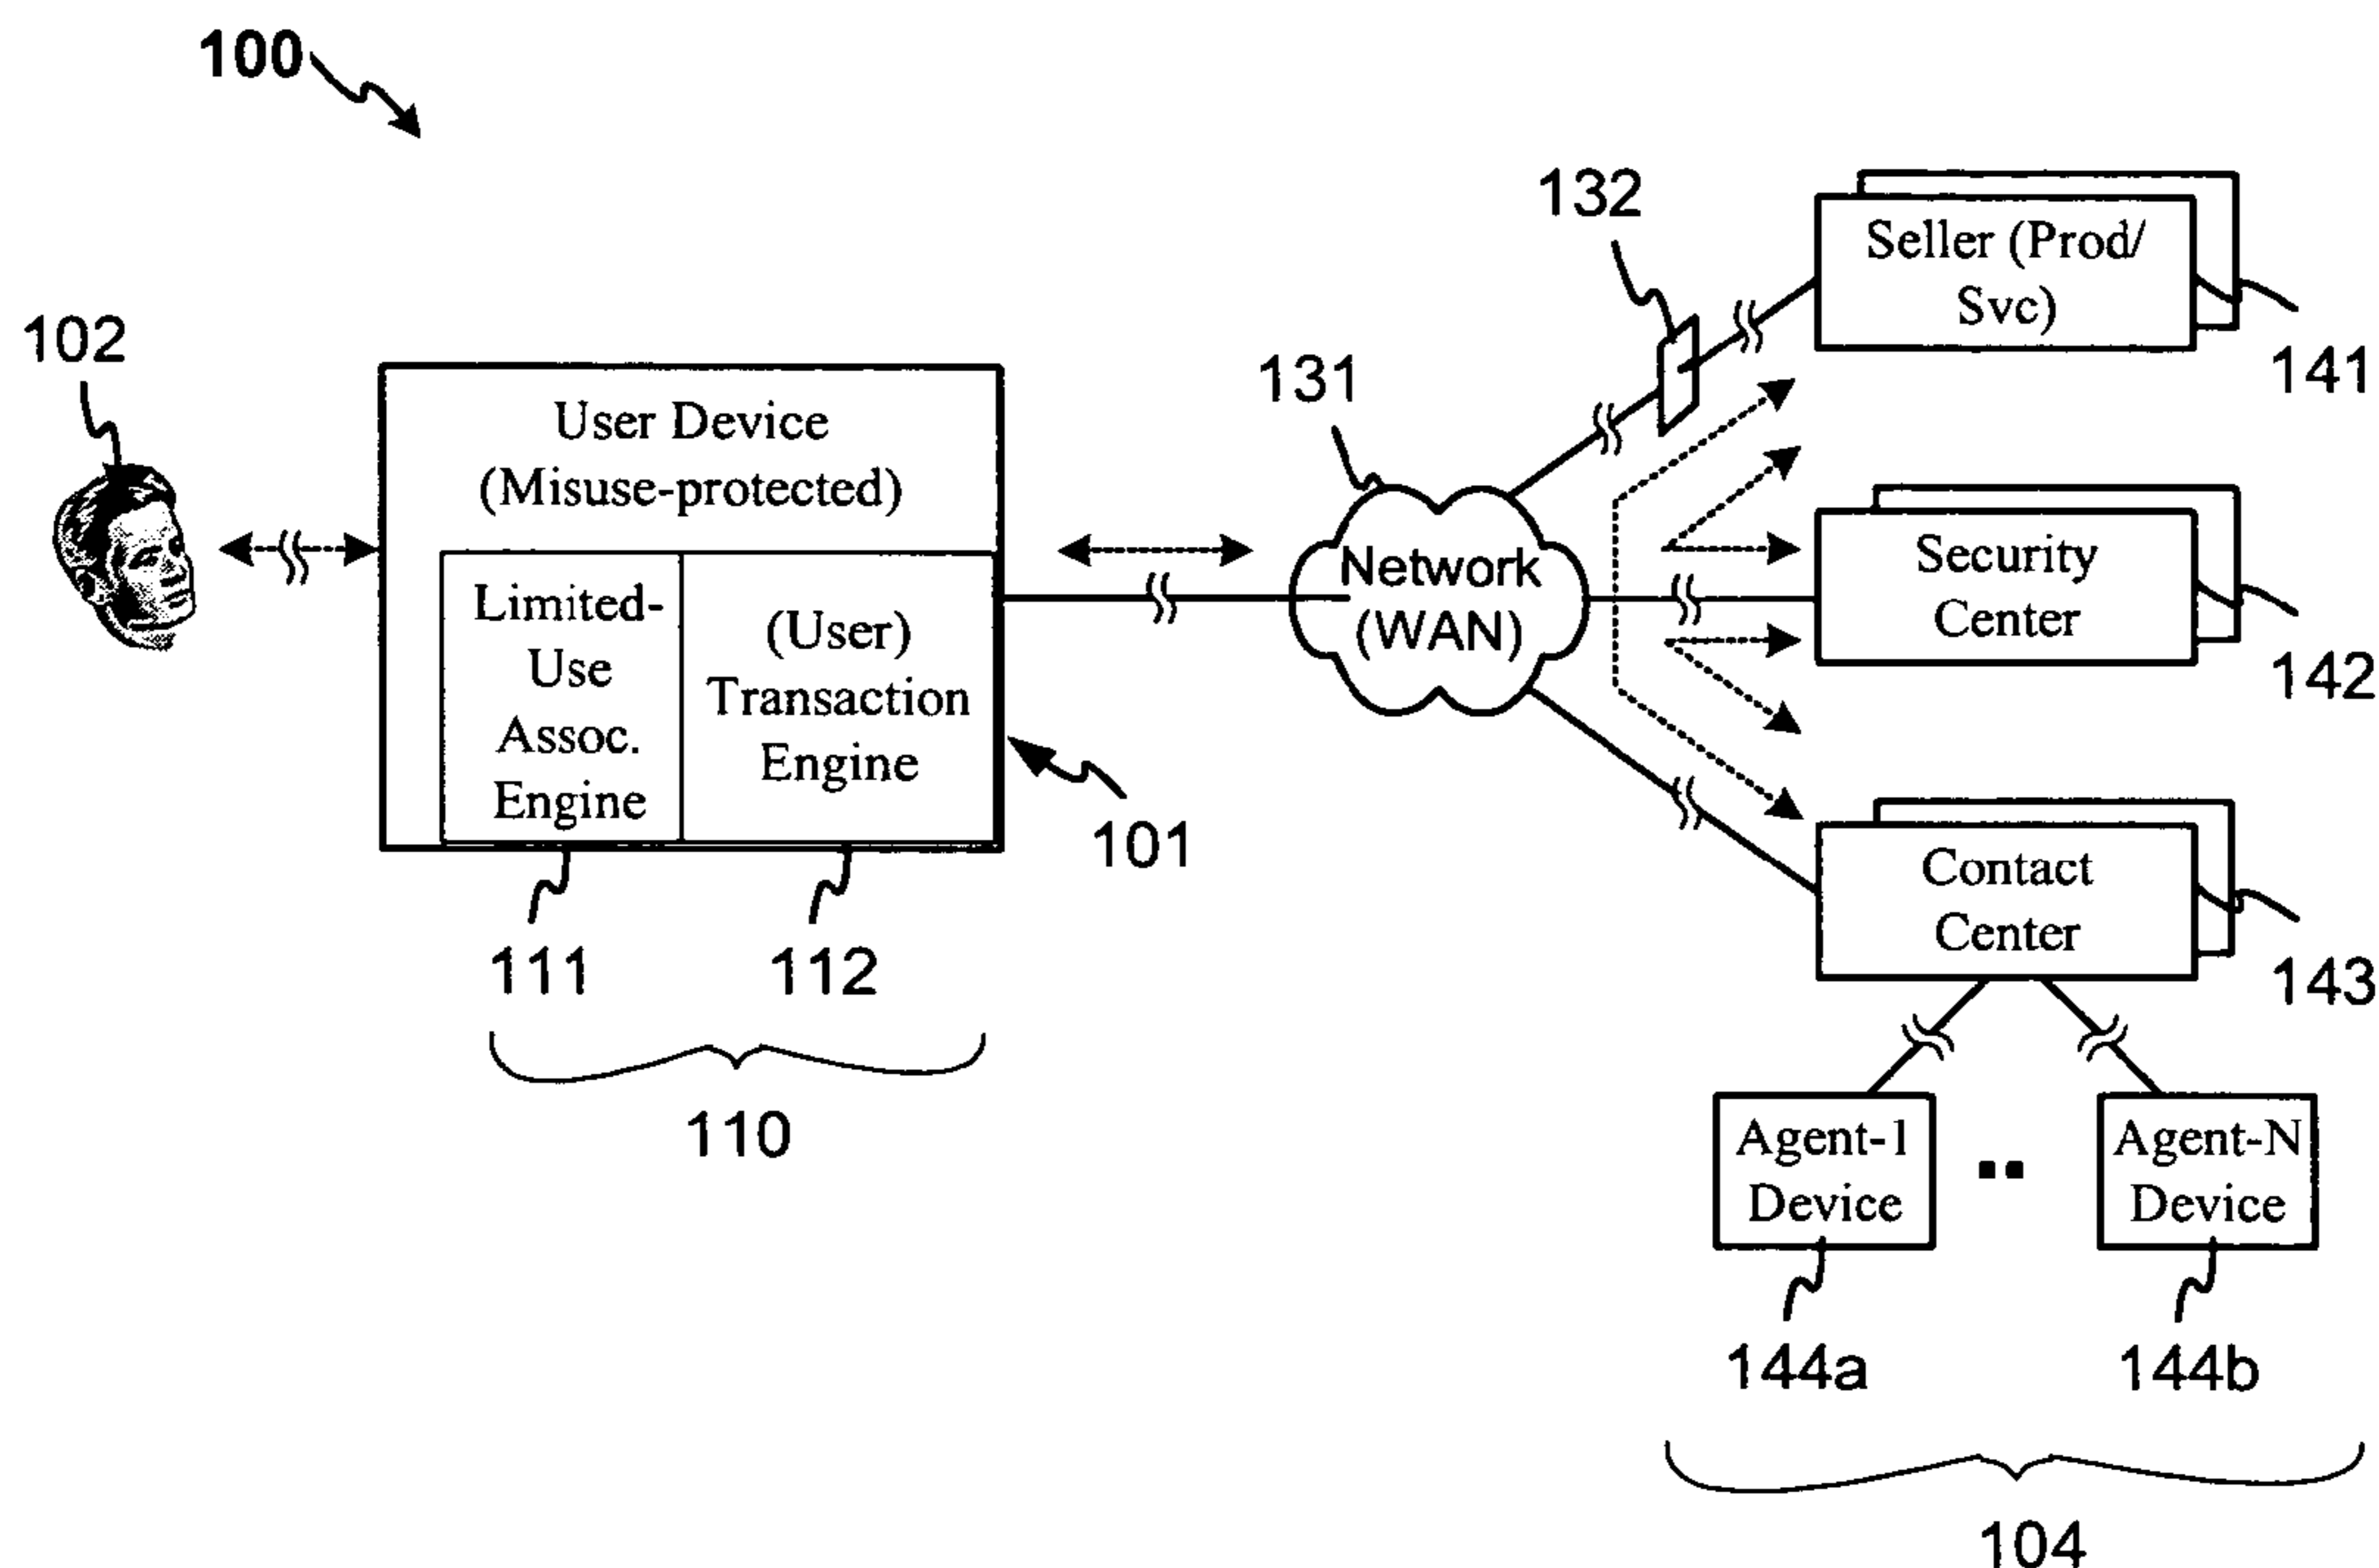 100
132
Seller (Prod/
Svc)
141
102
131
User Device
(Misuse-protected)
Limited-
Use
Assoc.
Engine
(User)
Transaction
Engine
Network
(WAN)
Security
Center
142
101
111
112
110
Contact
Center
143
Agent-1
Device
Agent-N
Device
144a
144b
104